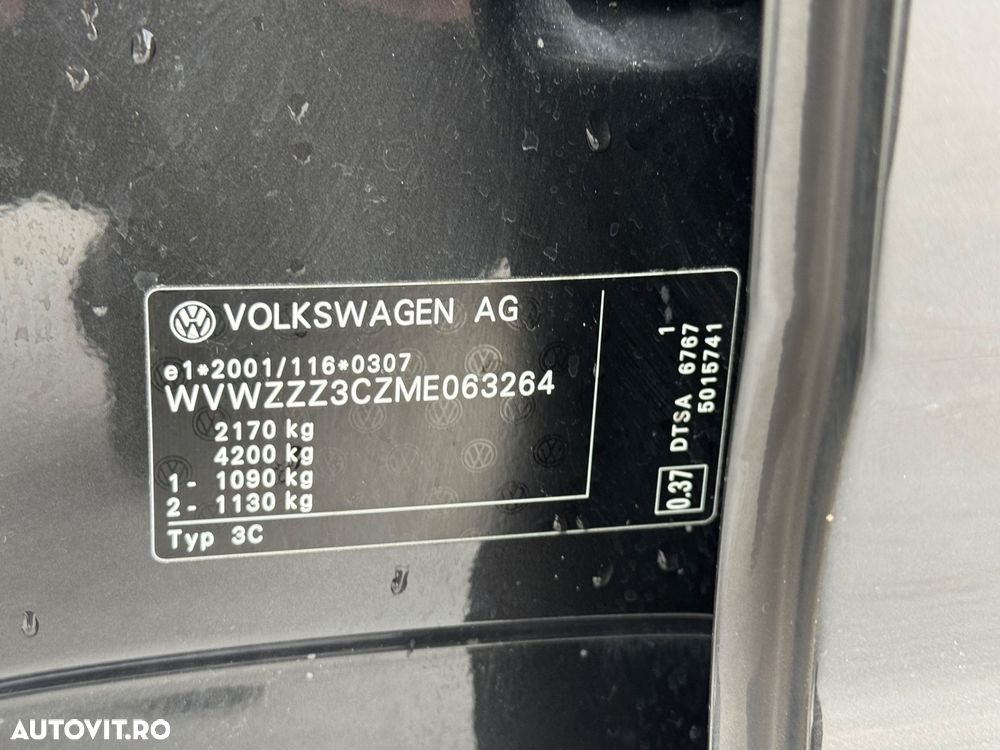 VOLKSWAGEN AG
e1*2001/116*0307
WVWZZZ3CZME063264
2170 kg
4200 kg
1- 1090 kg
2- 1130 kg
Typ 3C
0.37 DTSA 6767 1
5015741
AUTOVIT.RO